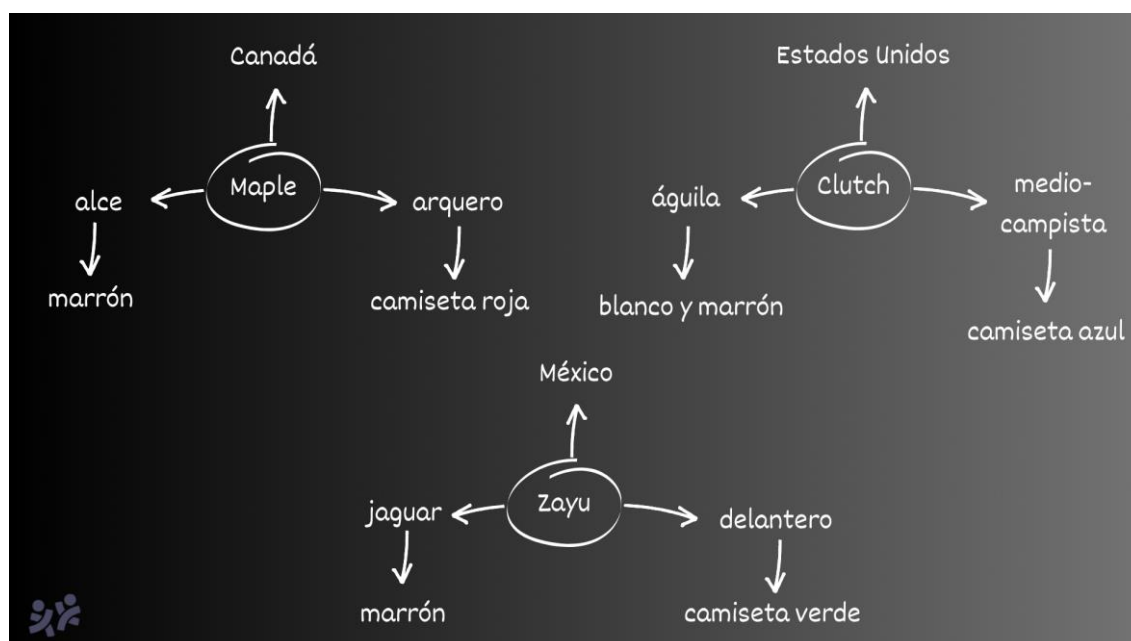 Canadá
Maple
alce
arquero
marrón
camiseta roja
Estados Unidos
Clutch
águila
medio-
campista
blanco y marrón
camiseta azul
México
Zayu
jaguar
delantero
marrón
camiseta verde